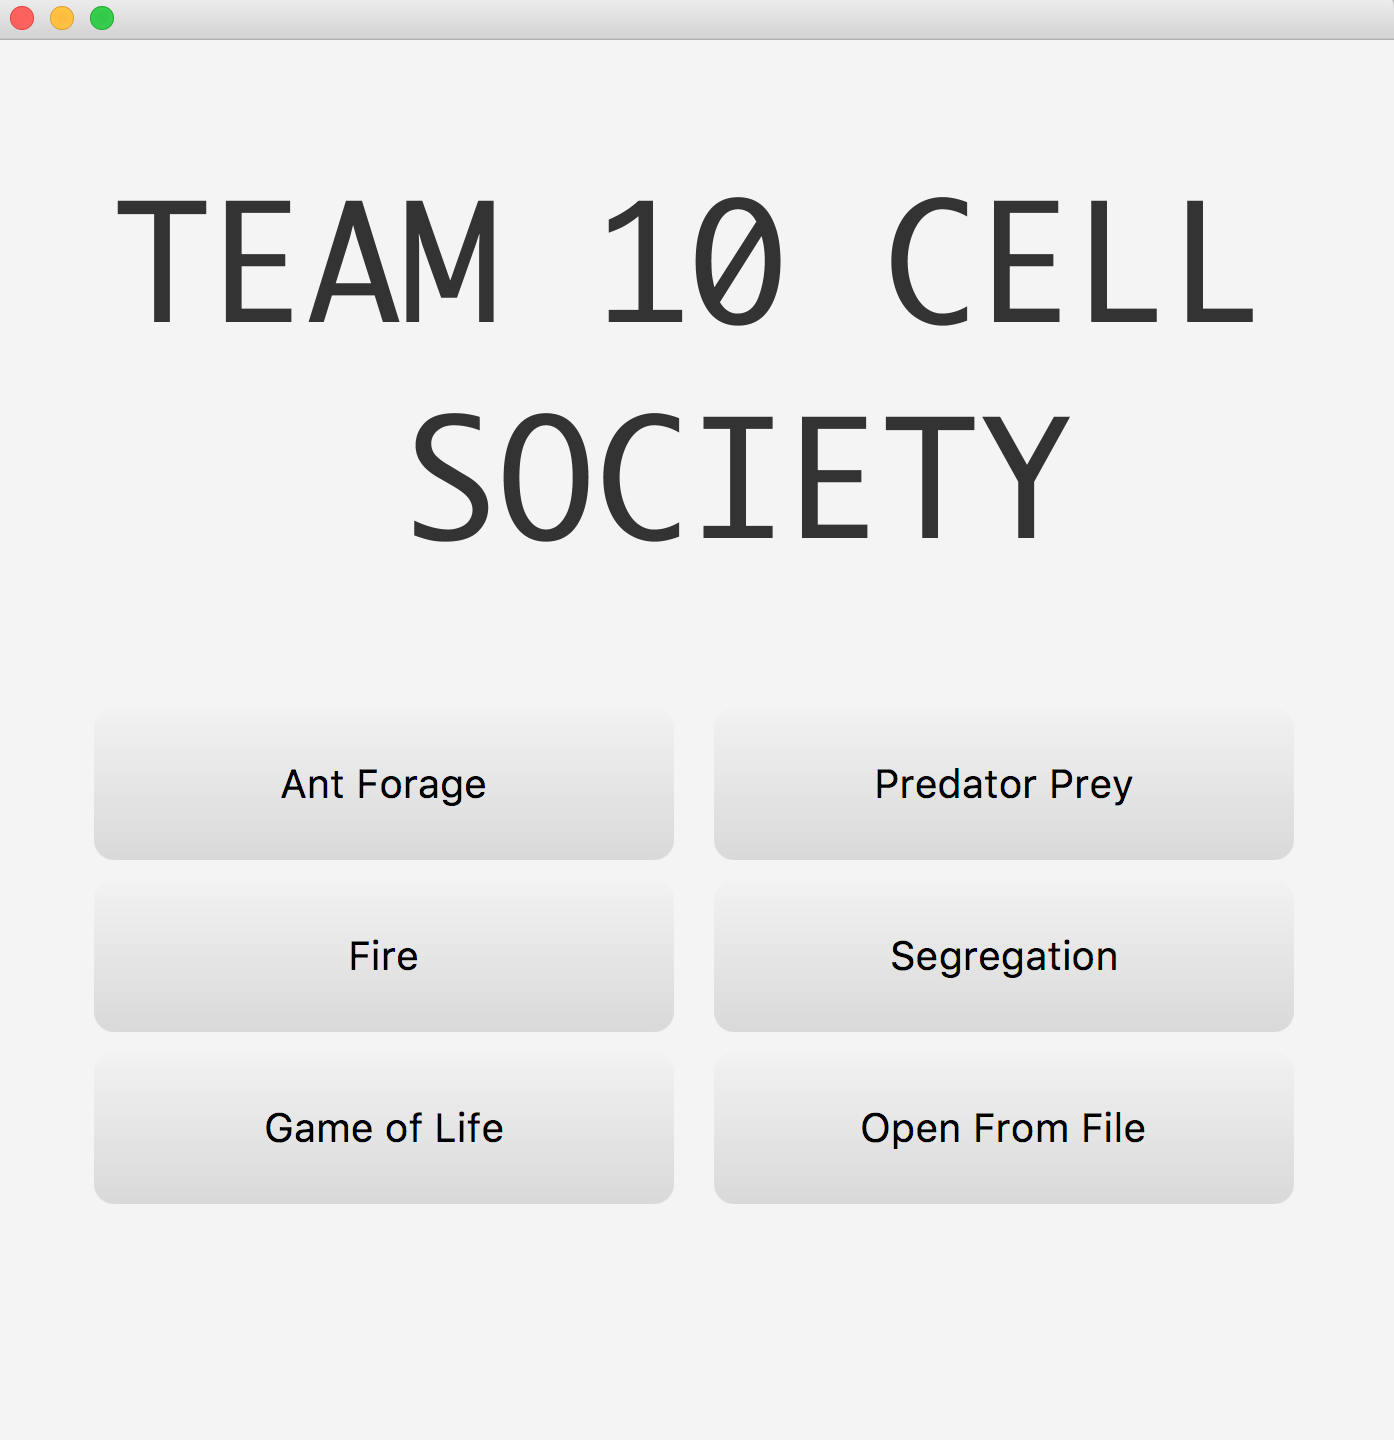 TEAM 10 CELL
SOCIETY
Ant Forage
Predator Prey
Fire
Segregation
Game of Life
Open From File